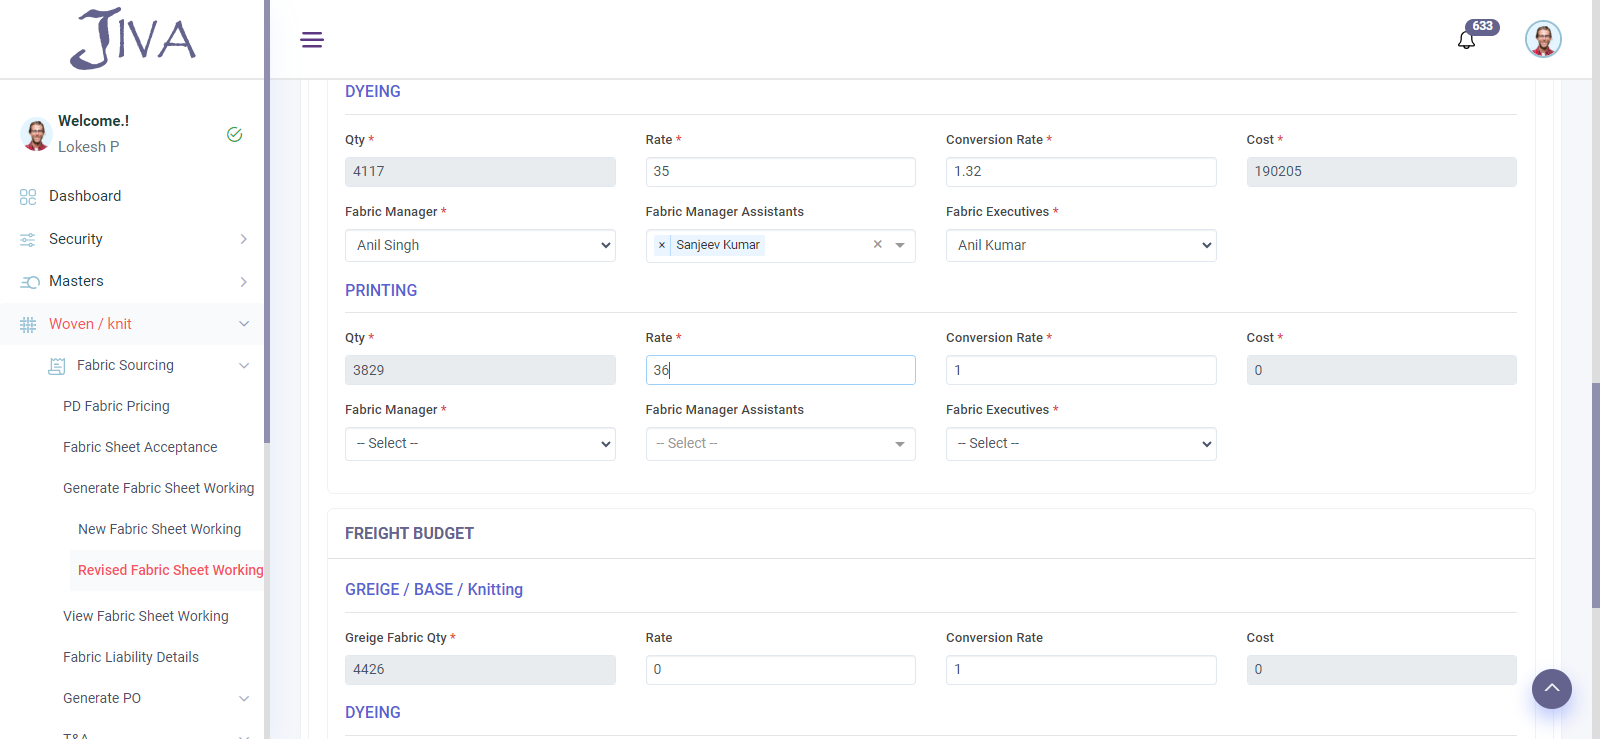 JIVA
633
Welcome.!
Lokesh P
Dashboard
Security
Masters
Woven / knit
Fabric Sourcing
PD Fabric Pricing
Fabric Sheet Acceptance
Generate Fabric Sheet Working
New Fabric Sheet Working
Revised Fabric Sheet Working
View Fabric Sheet Working
Fabric Liability Details
Generate PO
T&A
DYEING
Qty * Rate * Conversion Rate * Cost *
4117 35 1.32 190205
Fabric Manager * Fabric Manager Assistants Fabric Executives *
Anil Singh × Sanjeev Kumar × Anil Kumar
PRINTING
Qty * Rate * Conversion Rate * Cost *
3829 36 1 0
Fabric Manager * Fabric Manager Assistants Fabric Executives *
-- Select -- -- Select -- -- Select --
FREIGHT BUDGET
GREIGE / BASE / Knitting
Greige Fabric Qty * Rate Conversion Rate Cost
4426 0 1 0
DYEING